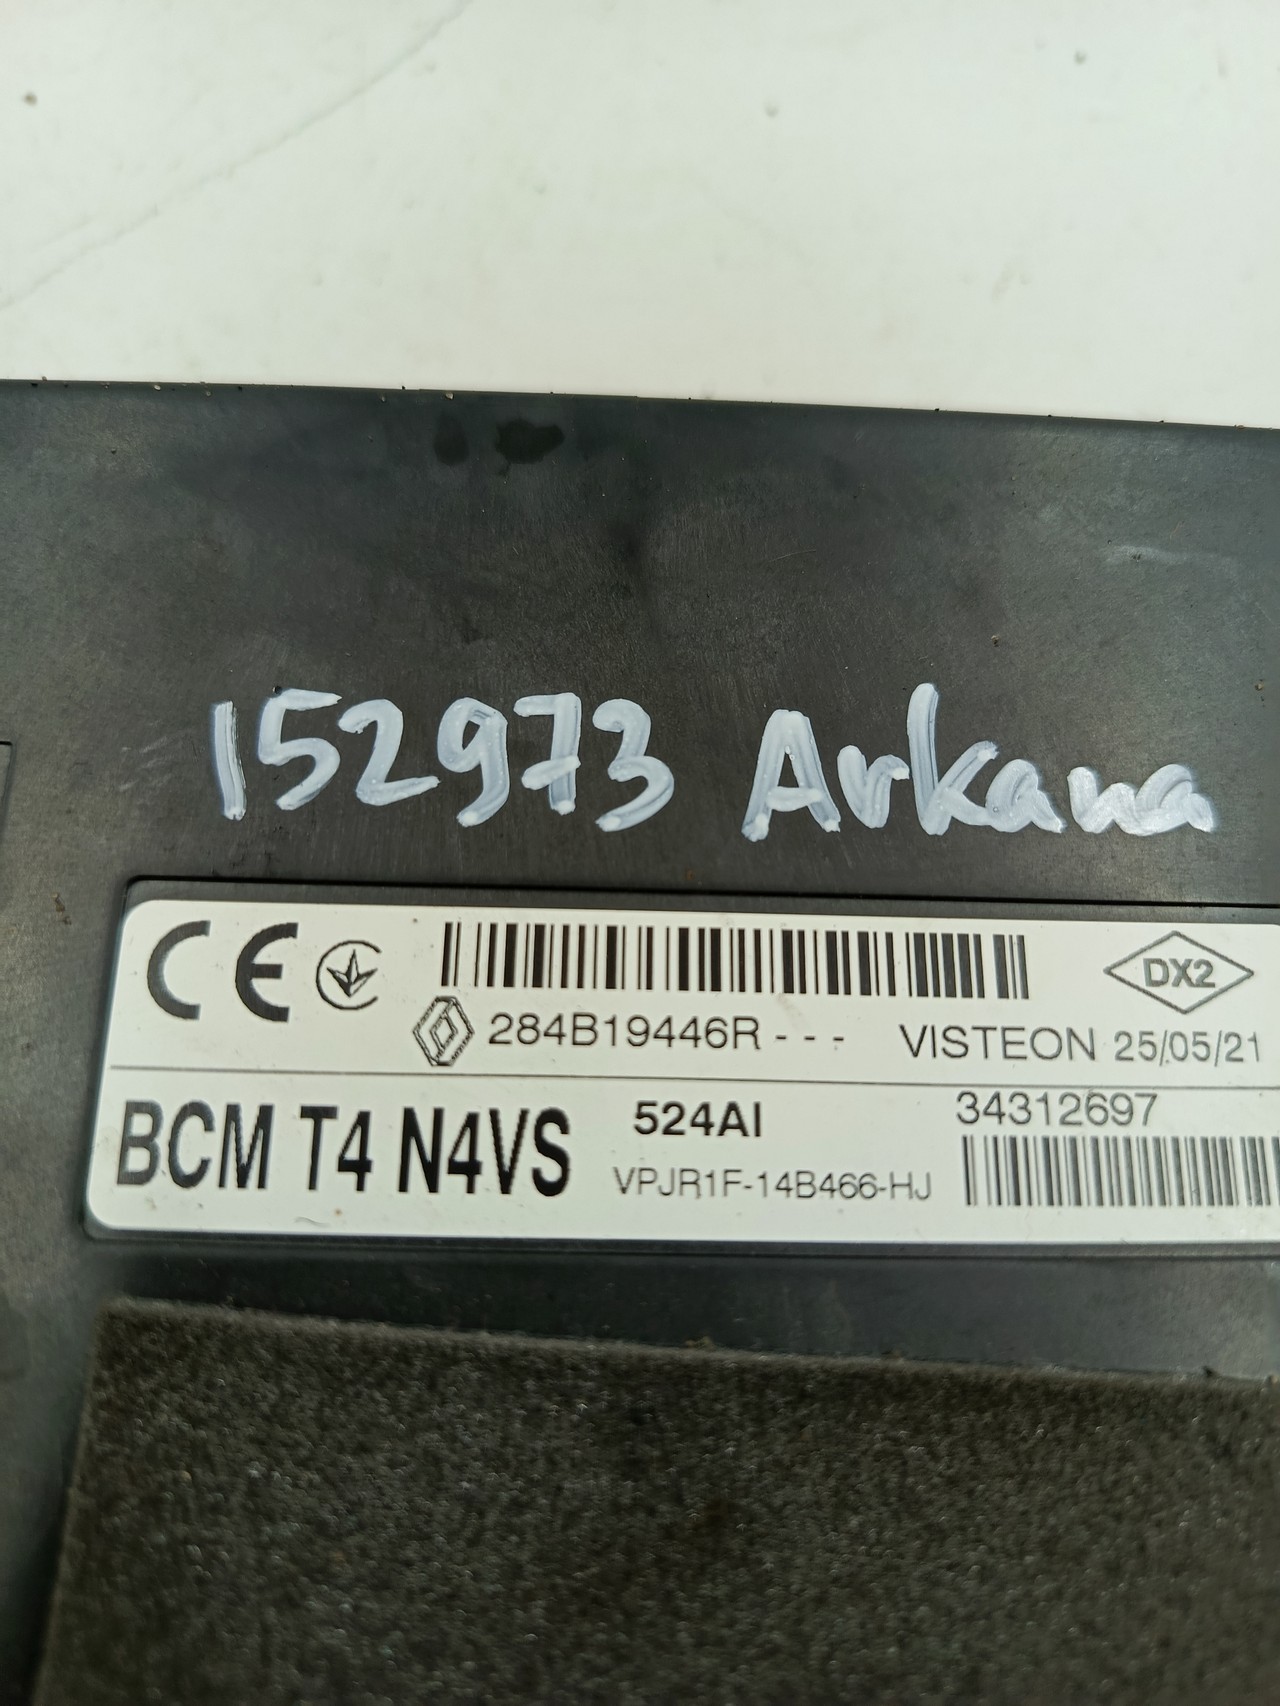 152973 Arkana
CE
DX2
284B19446R - - - VISTEON 25/05/21
BCM T4 N4VS 524AI 34312697
VPJR1F-14B466-HJ